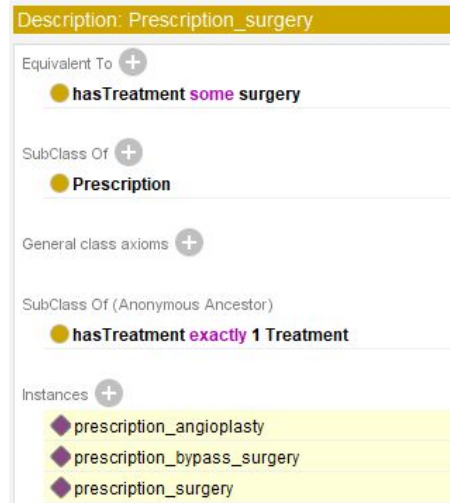 Description: Prescription_surgery
Equivalent To
hasTreatment some surgery
SubClass Of
Prescription
General class axioms
SubClass Of (Anonymous Ancestor)
hasTreatment exactly 1 Treatment
Instances
prescription_angioplasty
prescription_bypass_surgery
prescription_surgery